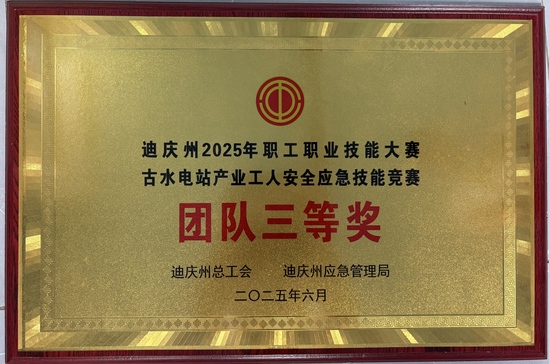 迪庆州2025年职工职业技能大赛
古水电站产业工人安全应急技能竞赛
团队三等奖
迪庆州总工会 迪庆州应急管理局
二〇二五年六月